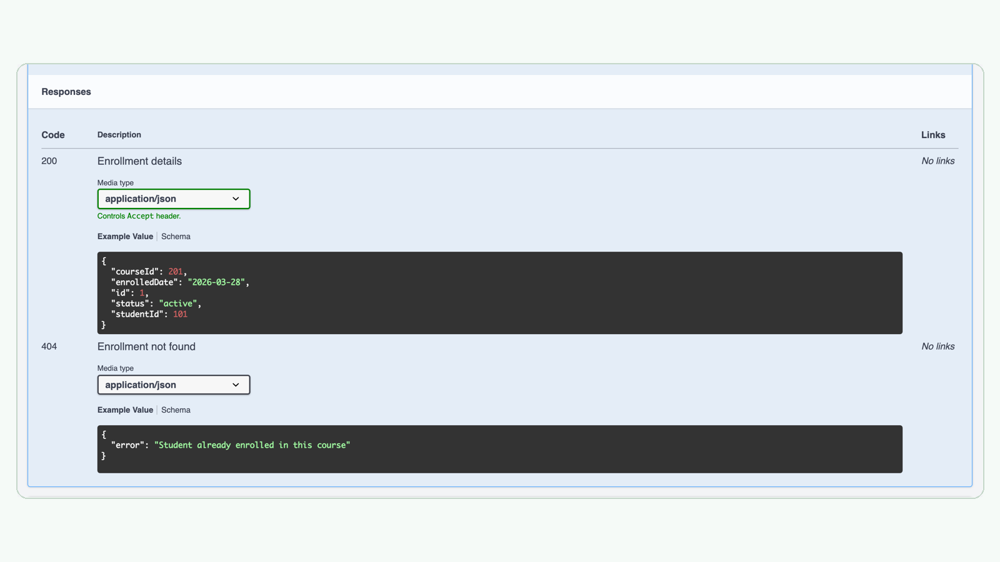 Responses
Code Description Links
200 Enrollment details No links
Media type
application/json
Controls Accept header.
Example Value Schema
{
  "courseId": 201,
  "enrolledDate": "2026-03-28",
  "id": 1,
  "status": "active",
  "studentId": 101
}
404 Enrollment not found No links
Media type
application/json
Example Value Schema
{
  "error": "Student already enrolled in this course"
}